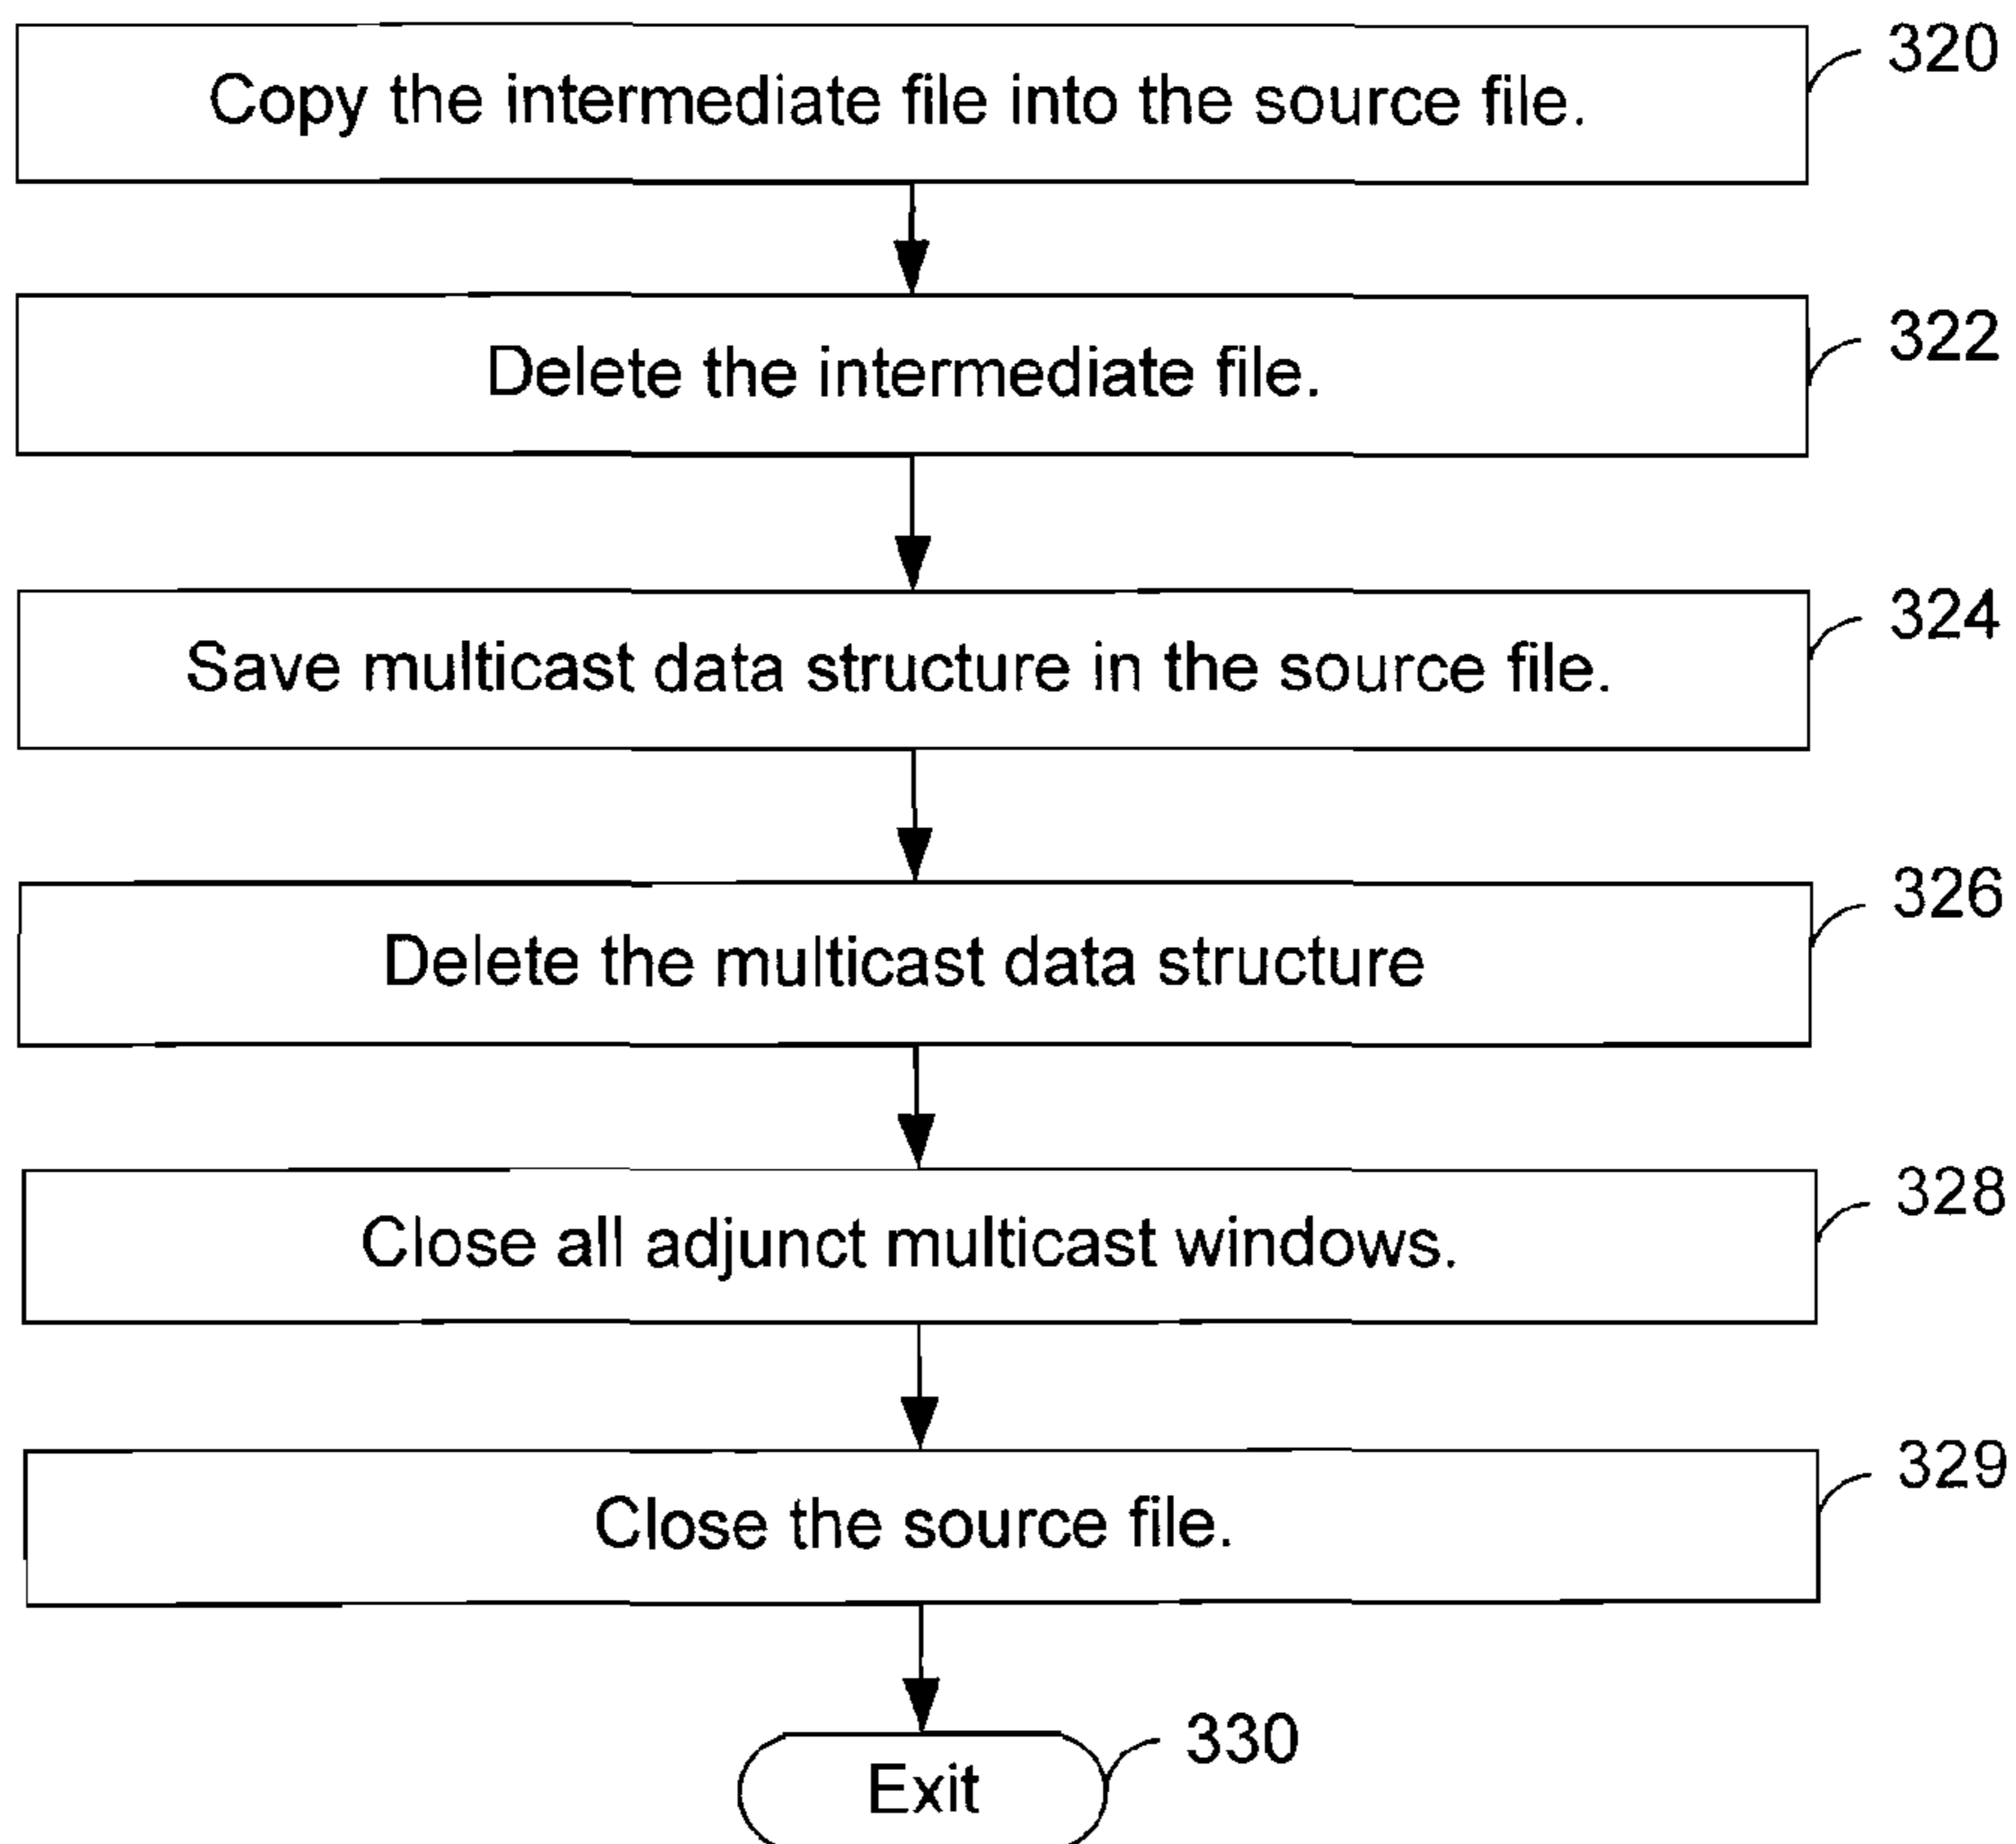 Copy the intermediate file into the source file.
320
Delete the intermediate file.
322
Save multicast data structure in the source file.
324
Delete the multicast data structure
326
Close all adjunct multicast windows.
328
Close the source file.
329
Exit
330